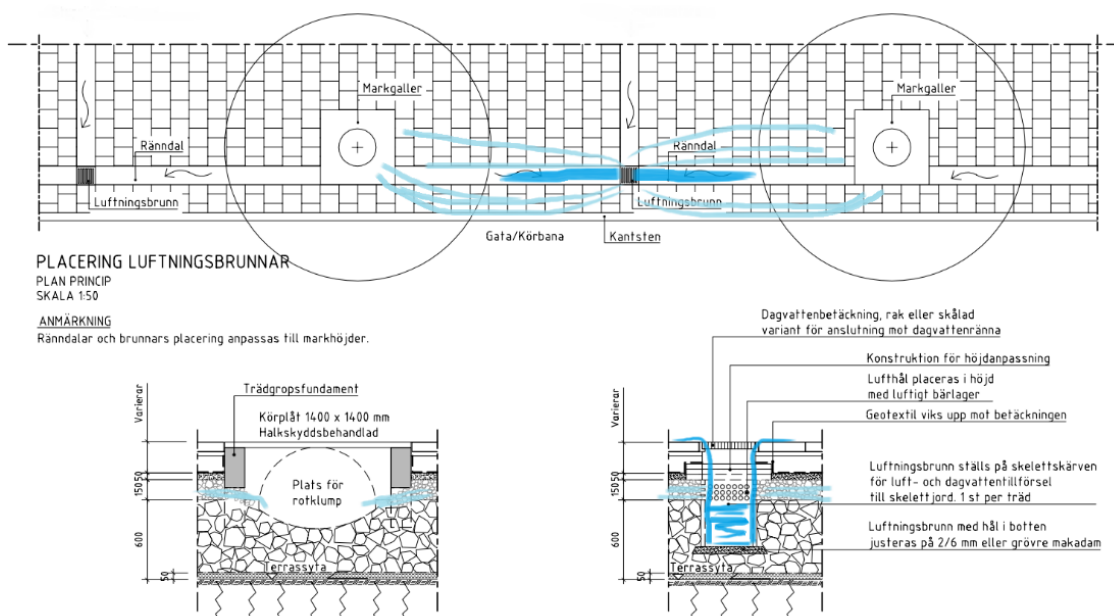 Markgaller
Markgaller
Ränndal
Ränndal
Luftningsbrunn
Luftningsbrunn
Gata/Körbana
Kantsten
PLACERING LUFTNINGSBRUNNAR
PLAN PRINCIP
SKALA 1:50
ANMÄRKNING
Ränndalar och brunnars placering anpassas till markhöjder.
Varierar
50
150
600
50
Trädgropsfundament
Körplåt 1400 x 1400 mm
Halkskyddsbehandlad
Plats för
rotklump
Terrassyta
Varierar
50
150
600
50
Dagvattenbetäckning, rak eller skålad
variant för anslutning mot dagvattenränna
Konstruktion för höjdanpassning
Lufthål placeras i höjd
med luftigt bärlager
Geotextil viks upp mot betäckningen
Luftningsbrunn ställs på skelettskärven
för luft- och dagvattentillförsel
till skelettjord. 1 st per träd
Luftningsbrunn med hål i botten
justeras på 2/6 mm eller grövre makadam
Terrassyta